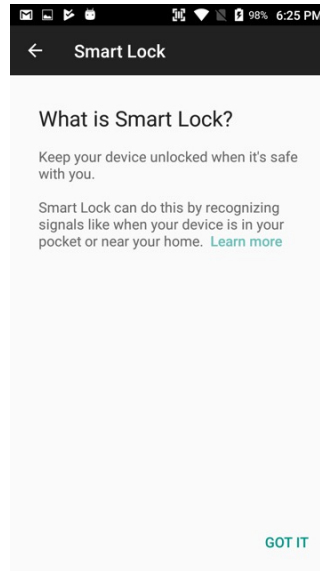 98% 6:25 PM
Smart Lock
What is Smart Lock?
Keep your device unlocked when it's safe
with you.
Smart Lock can do this by recognizing
signals like when your device is in your
pocket or near your home. Learn more
GOT IT